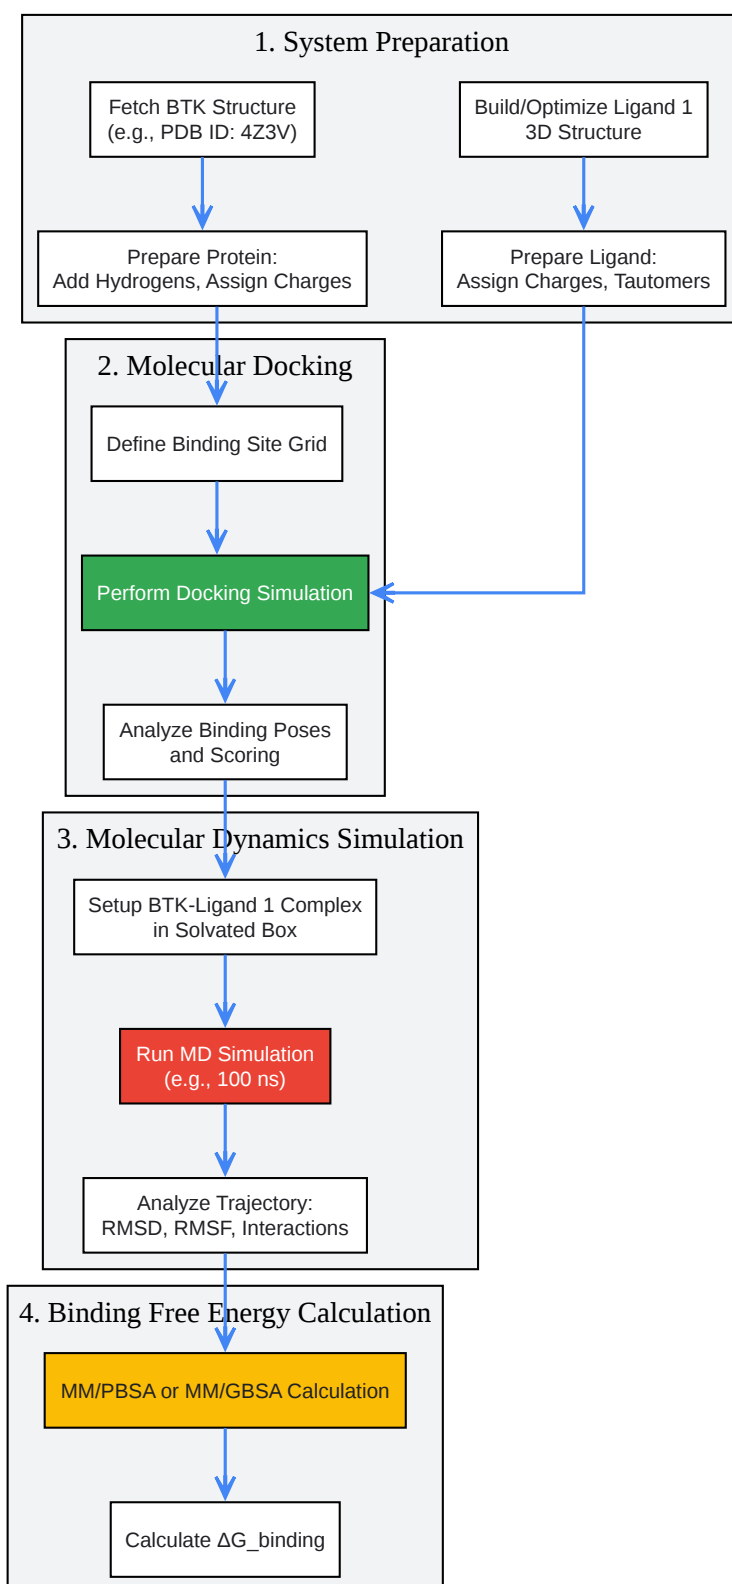 1. System Preparation
Fetch BTK Structure
(e.g., PDB ID: 4Z3V)
Build/Optimize Ligand 1
3D Structure
Prepare Protein:
Add Hydrogens, Assign Charges
Prepare Ligand:
Assign Charges, Tautomers
2. Molecular Docking
Define Binding Site Grid
Perform Docking Simulation
Analyze Binding Poses
and Scoring
3. Molecular Dynamics Simulation
Setup BTK-Ligand 1 Complex
in Solvated Box
Run MD Simulation
(e.g., 100 ns)
Analyze Trajectory:
RMSD, RMSF, Interactions
4. Binding Free Energy Calculation
MM/PBSA or MM/GBSA Calculation
Calculate ΔG_binding